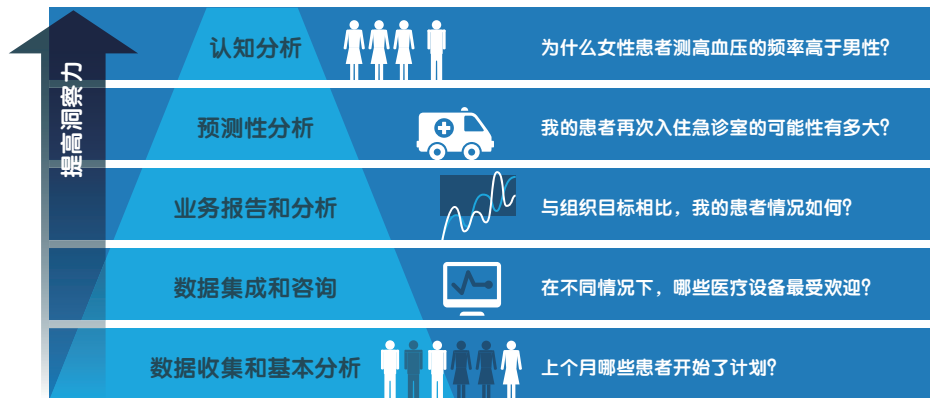 提高洞察力
认知分析
为什么女性患者测高血压的频率高于男性?
预测性分析
我的患者再次入住急诊室的可能性有多大?
业务报告和分析
与组织目标相比，我的患者情况如何?
数据集成和咨询
在不同情况下，哪些医疗设备最受欢迎?
数据收集和基本分析
上个月哪些患者开始了计划?